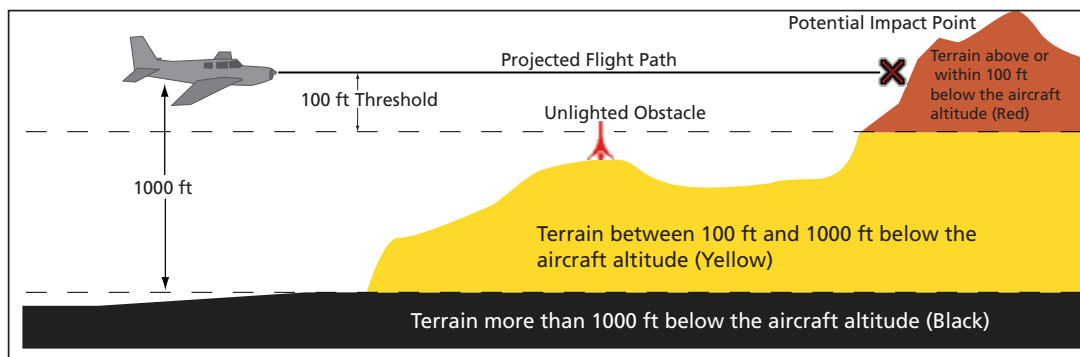 Potential Impact Point
Projected Flight Path
Terrain above or
within 100 ft
below the aircraft
altitude (Red)
100 ft Threshold
Unlighted Obstacle
1000 ft
Terrain between 100 ft and 1000 ft below the
aircraft altitude (Yellow)
Terrain more than 1000 ft below the aircraft altitude (Black)